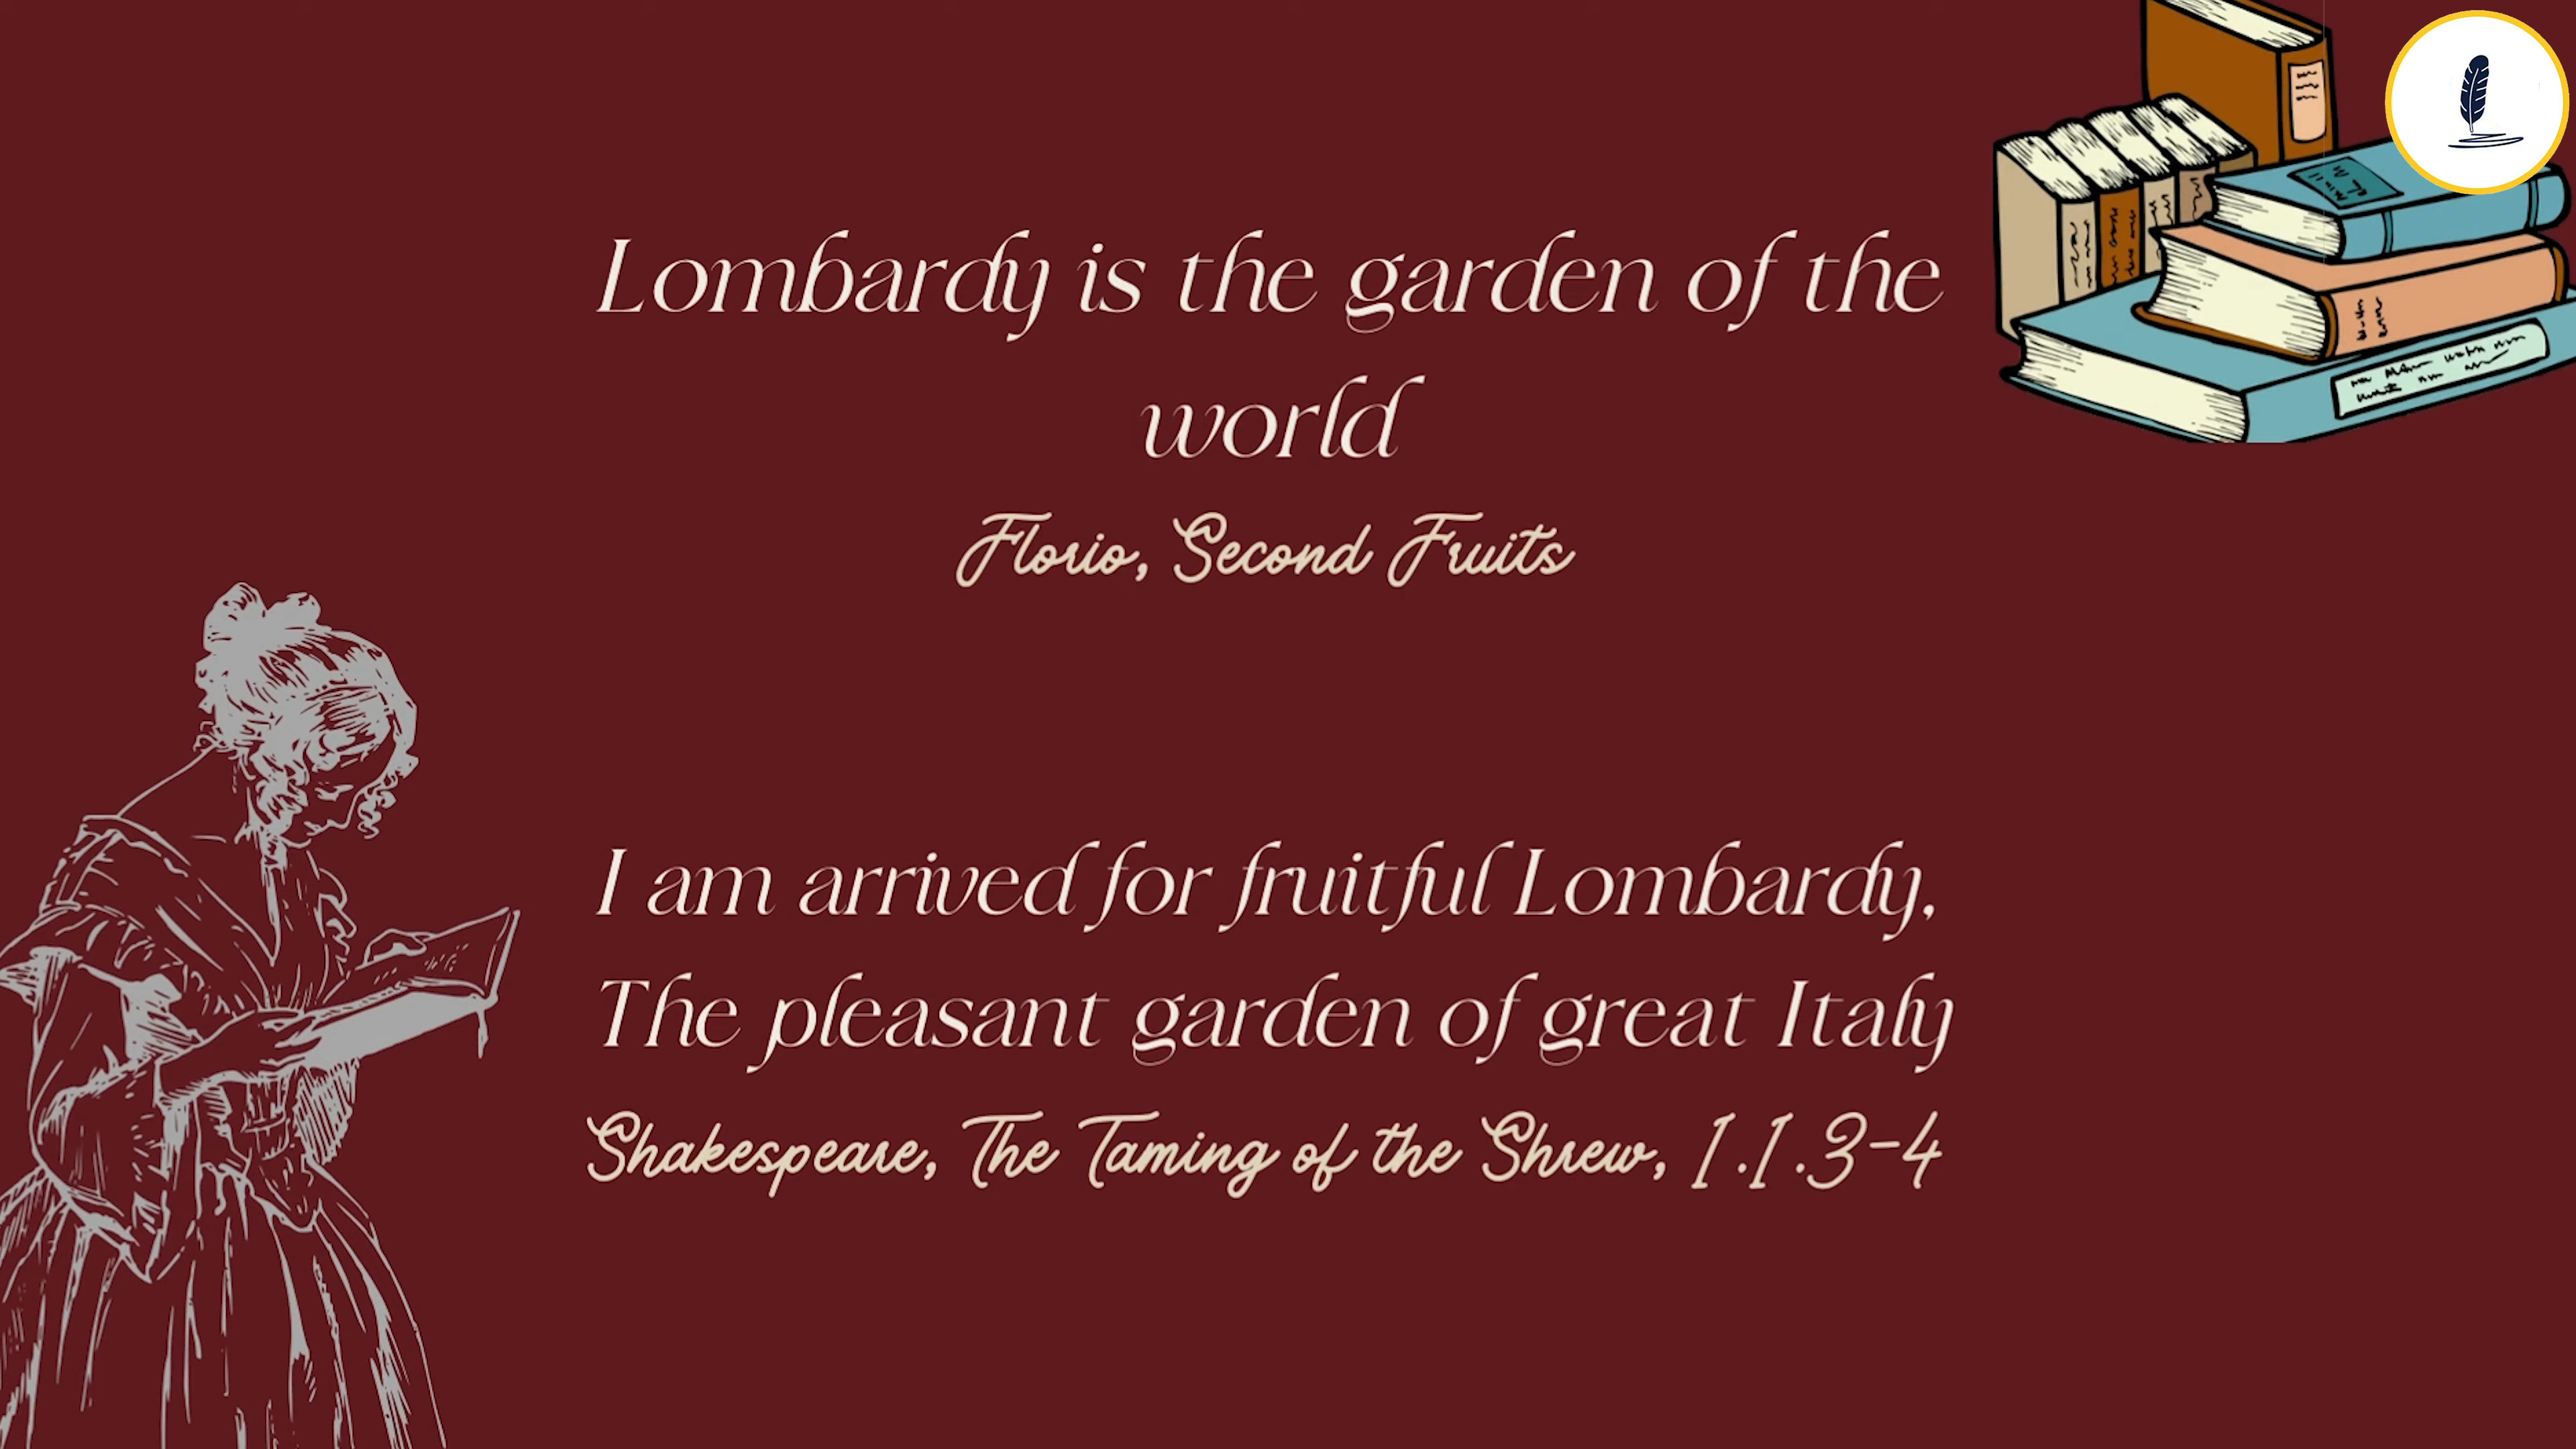 Lombardy is the garden of the
world
Florio, Second Fruits
I am arrived for fruitful Lombardy,
The pleasant garden of great Italy
Shakespeare, The Taming of the Shrew, 1.1.3-4